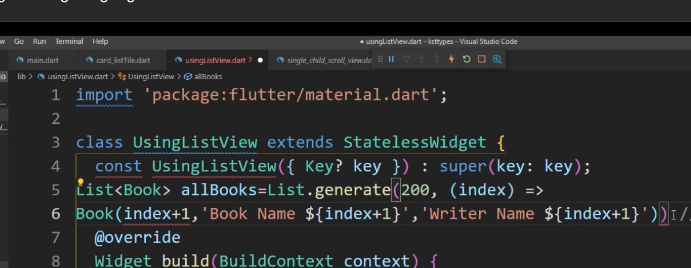 Go Run Terminal Help
● usingListView.dart - listtypes - Visual Studio Code
main.dart card_listTile.dart usingListView.dart 7 ● single_child_scroll_view.da
lib > usingListView.dart > UsingListView > allBooks
1 import 'package:flutter/material.dart';
2
3 class UsingListView extends StatelessWidget {
4 const UsingListView({ Key? key }) : super(key: key);
5 List<Book> allBooks=List.generate(200, (index) =>
6 Book(index+1,'Book Name ${index+1}','Writer Name ${index+1}'))//
7 @override
8 Widget build(BuildContext context) {